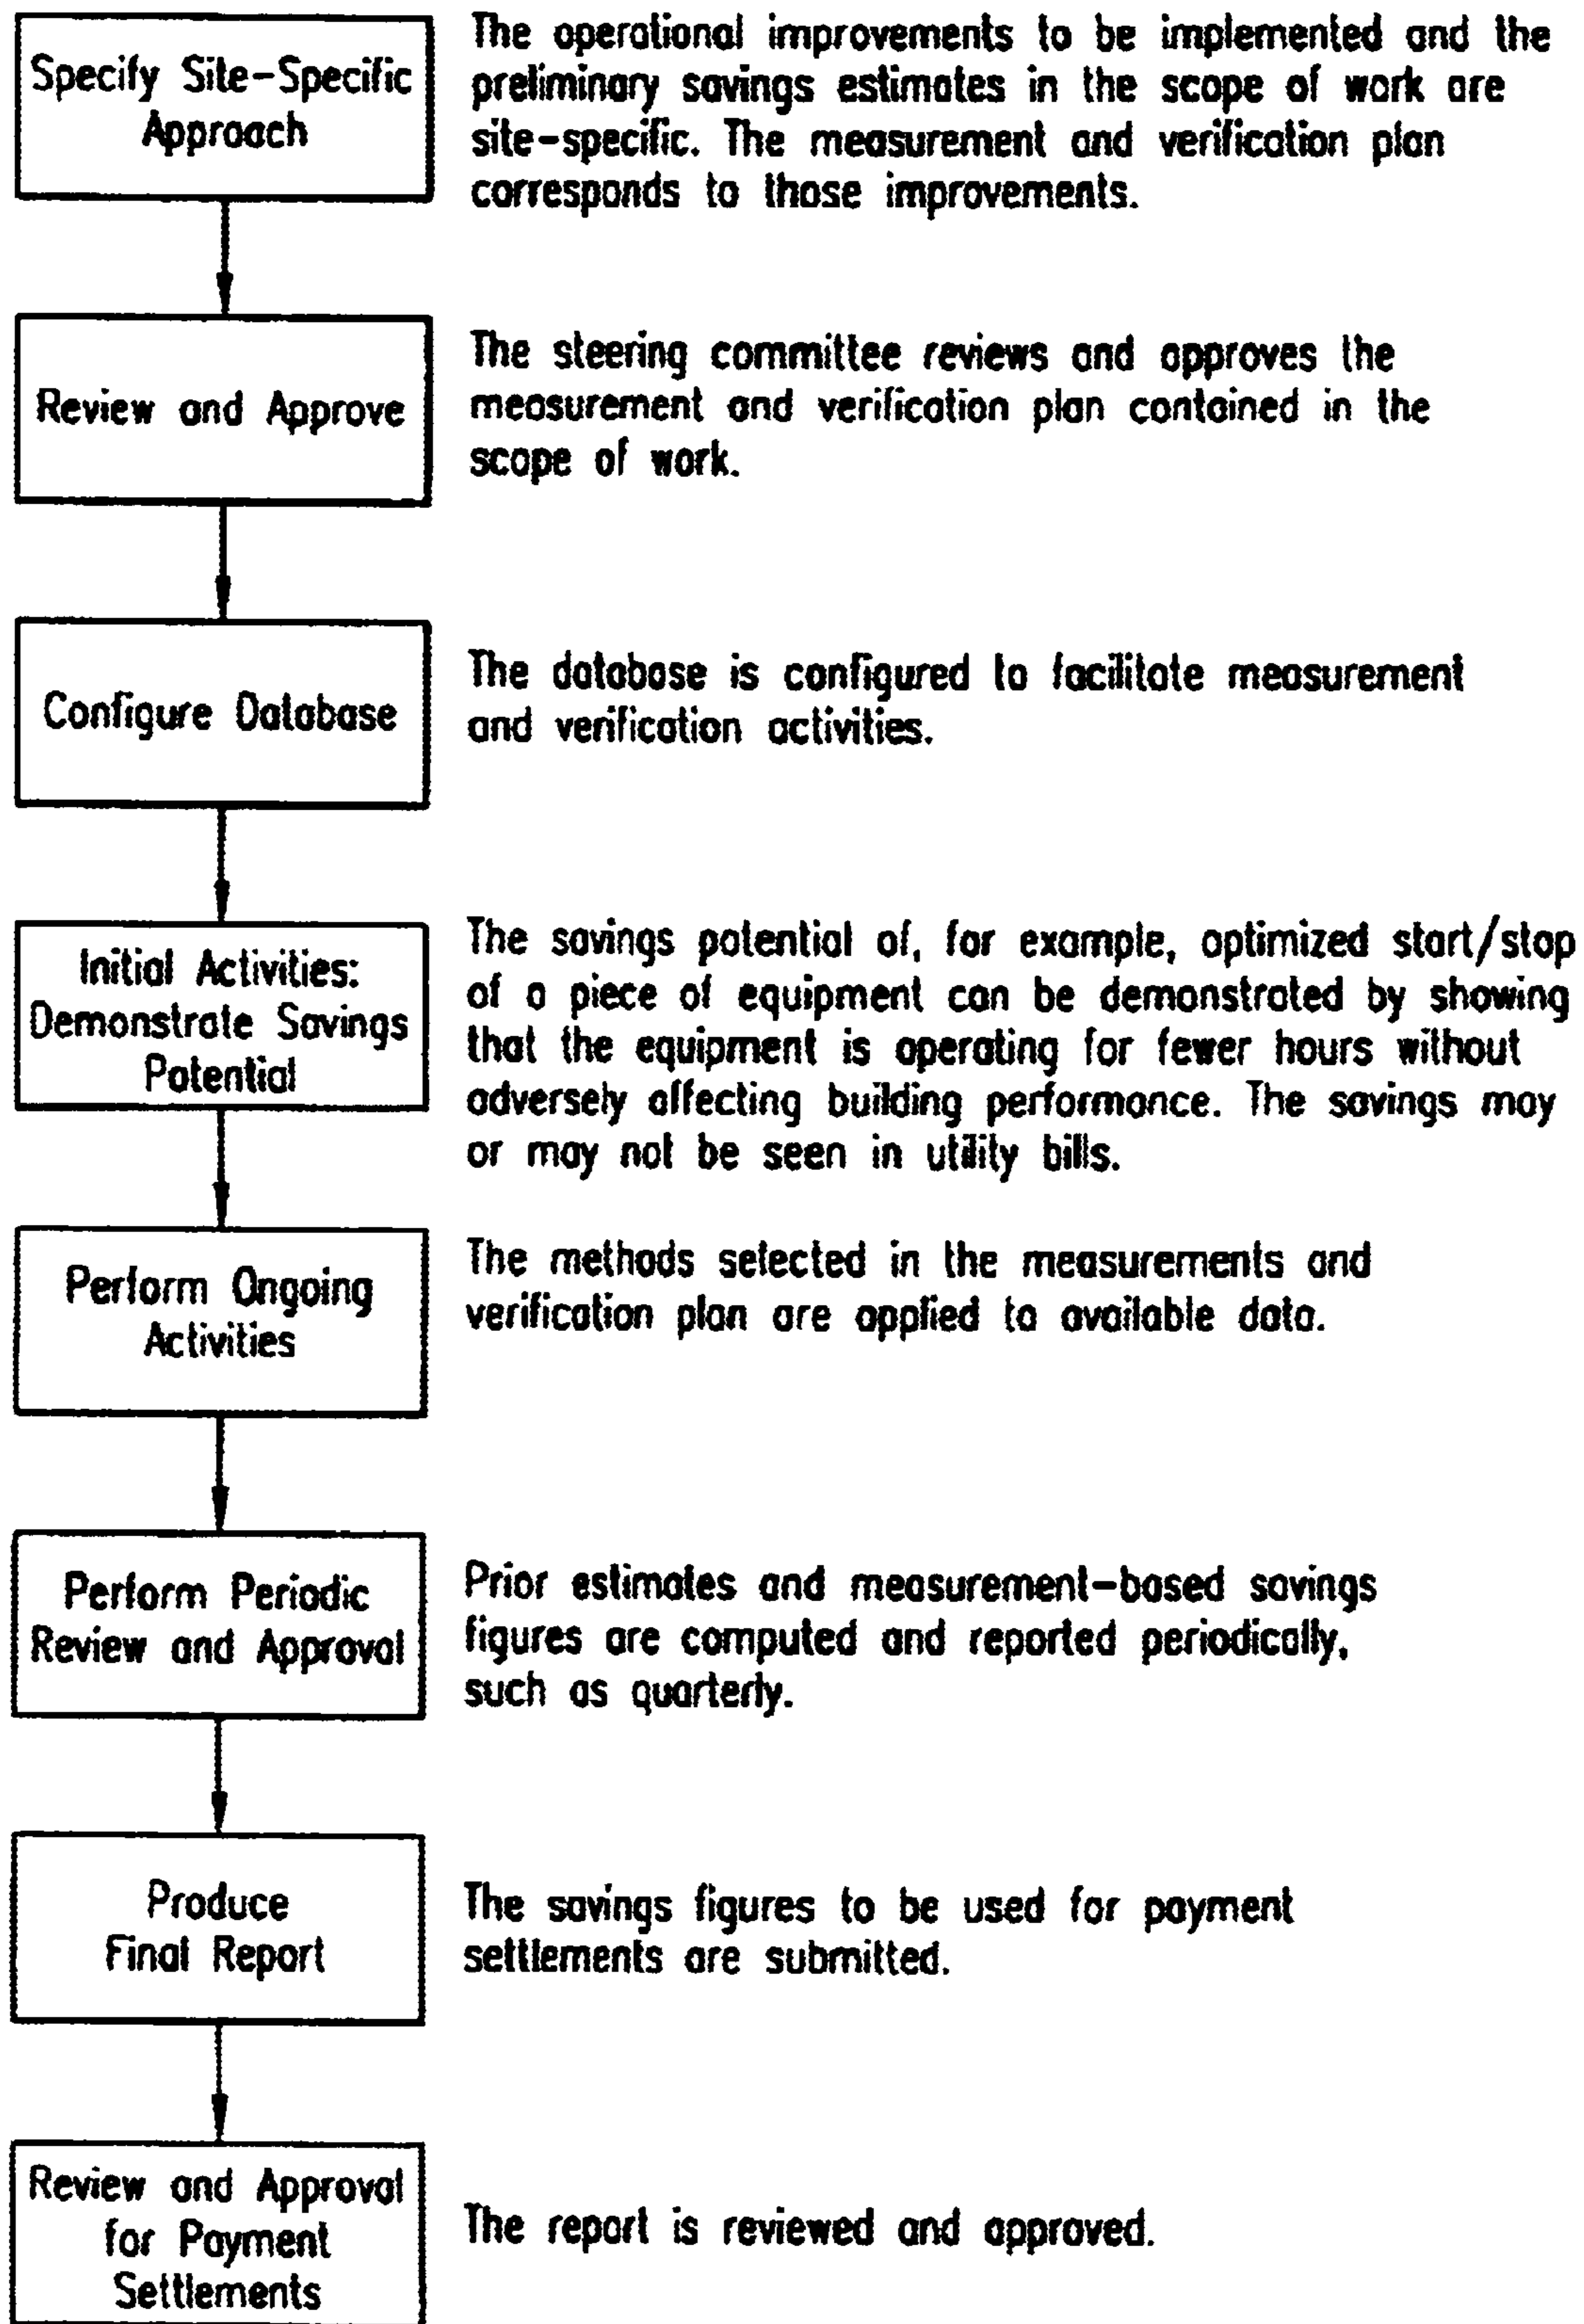 Specify Site-Specific
Approach
The operational improvements to be implemented and the
preliminary savings estimates in the scope of work are
site-specific. The measurement and verification plan
corresponds to those improvements.
Review and Approve
The steering committee reviews and approves the
measurement and verification plan contained in the
scope of work.
Configure Database
The database is configured to facilitate measurement
and verification activities.
Initial Activities:
Demonstrate Savings
Potential
The savings potential of, for example, optimized start/stop
of a piece of equipment can be demonstrated by showing
that the equipment is operating for fewer hours without
adversely affecting building performance. The savings may
or may not be seen in utility bills.
Perform Ongoing
Activities
The methods selected in the measurements and
verification plan are applied to available data.
Perform Periodic
Review and Approval
Prior estimates and measurement-based savings
figures are computed and reported periodically,
such as quarterly.
Produce
Final Report
The savings figures to be used for payment
settlements are submitted.
Review and Approval
for Payment
Settlements
The report is reviewed and approved.